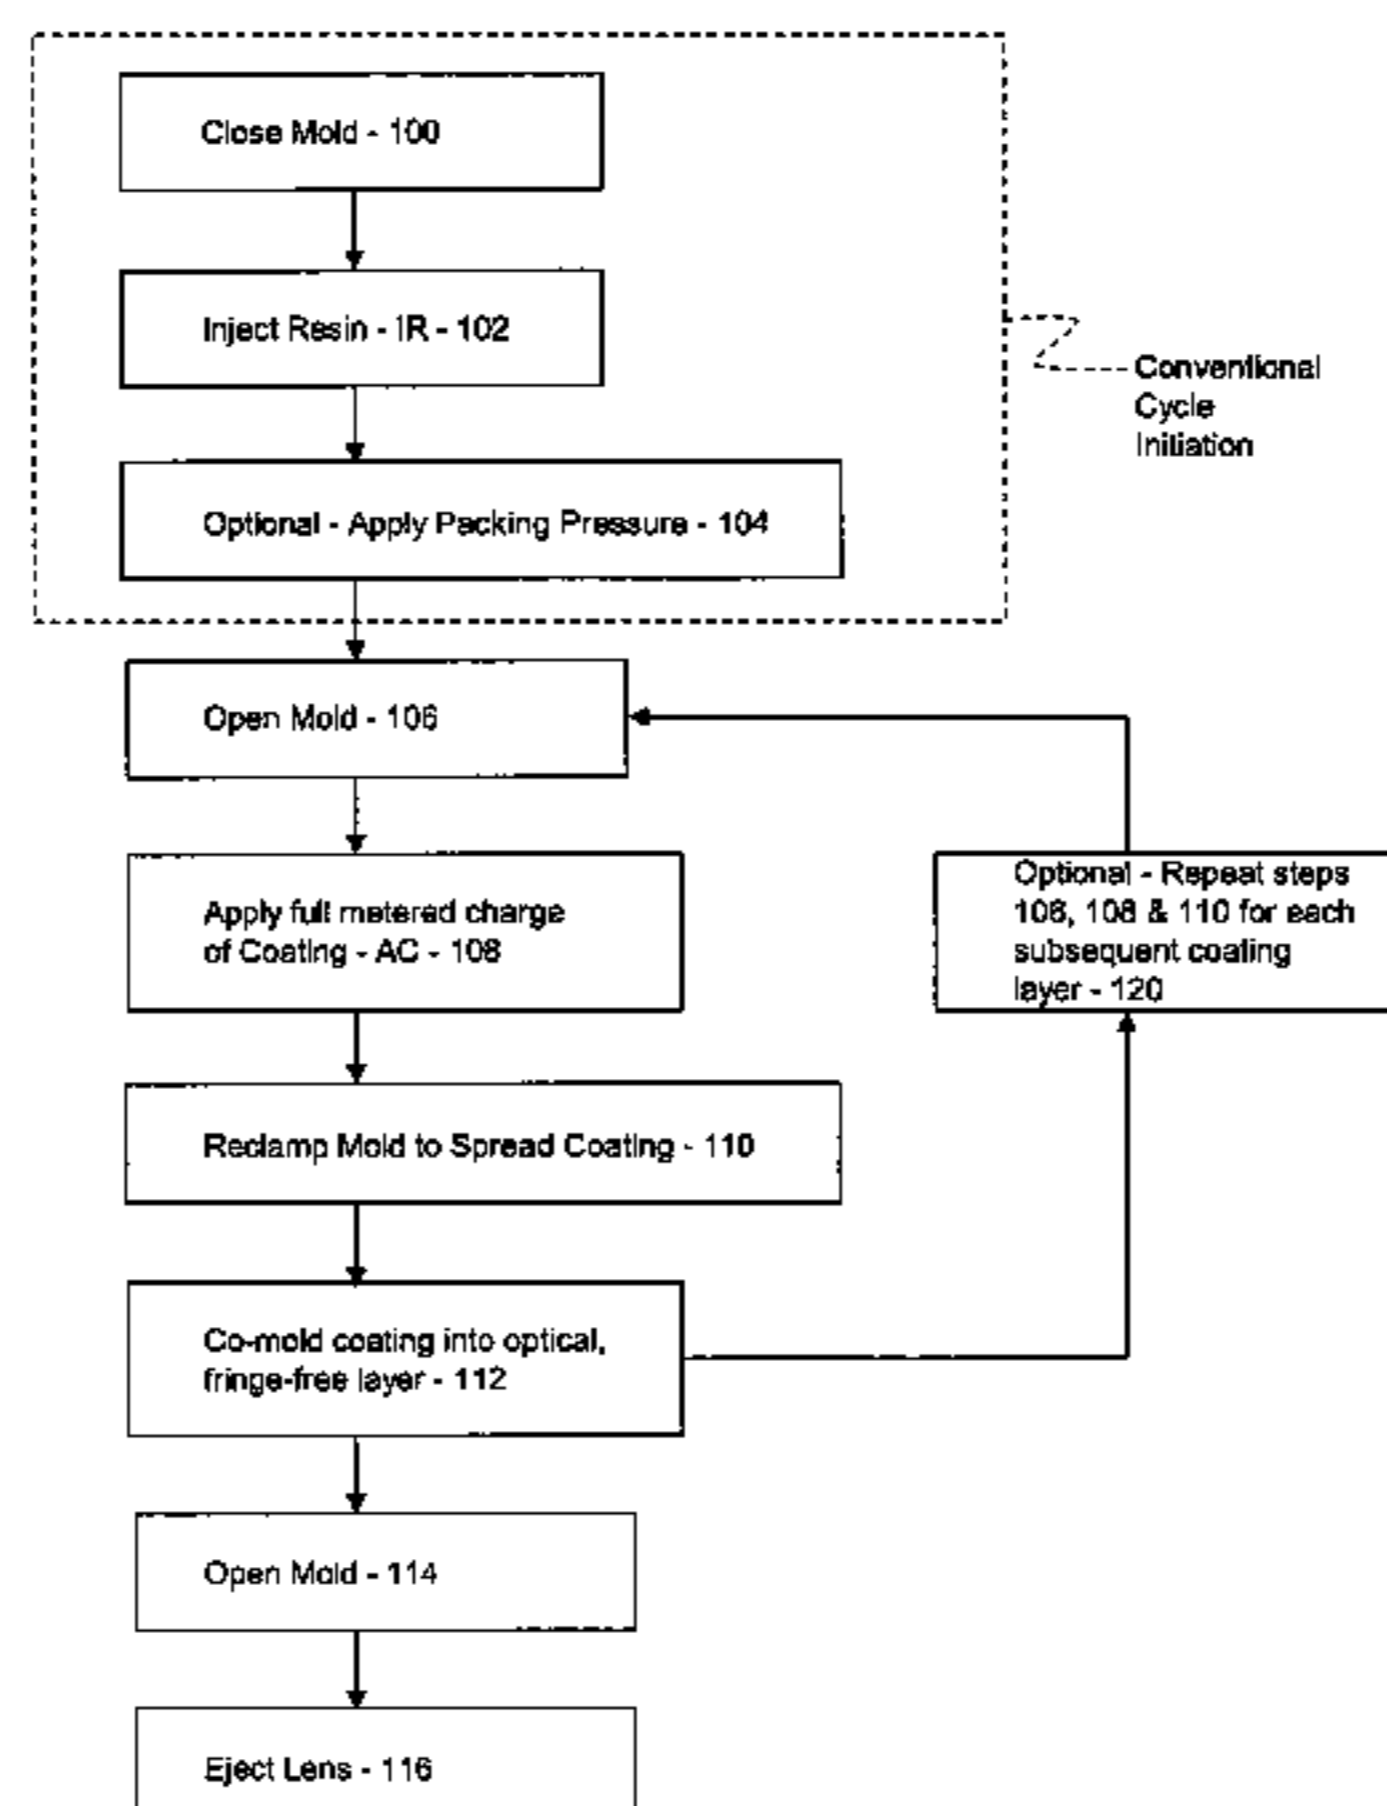 Close Mold - 100
Inject Resin - IR - 102
Conventional
Cycle
Initiation
Optional - Apply Packing Pressure - 104
Open Mold - 106
Apply full metered charge
of Coating - AC - 108
Optional - Repeat steps
106, 108 & 110 for each
subsequent coating
layer - 120
Reclamp Mold to Spread Coating - 110
Co-mold coating into optical,
fringe-free layer - 112
Open Mold - 114
Eject Lens - 116